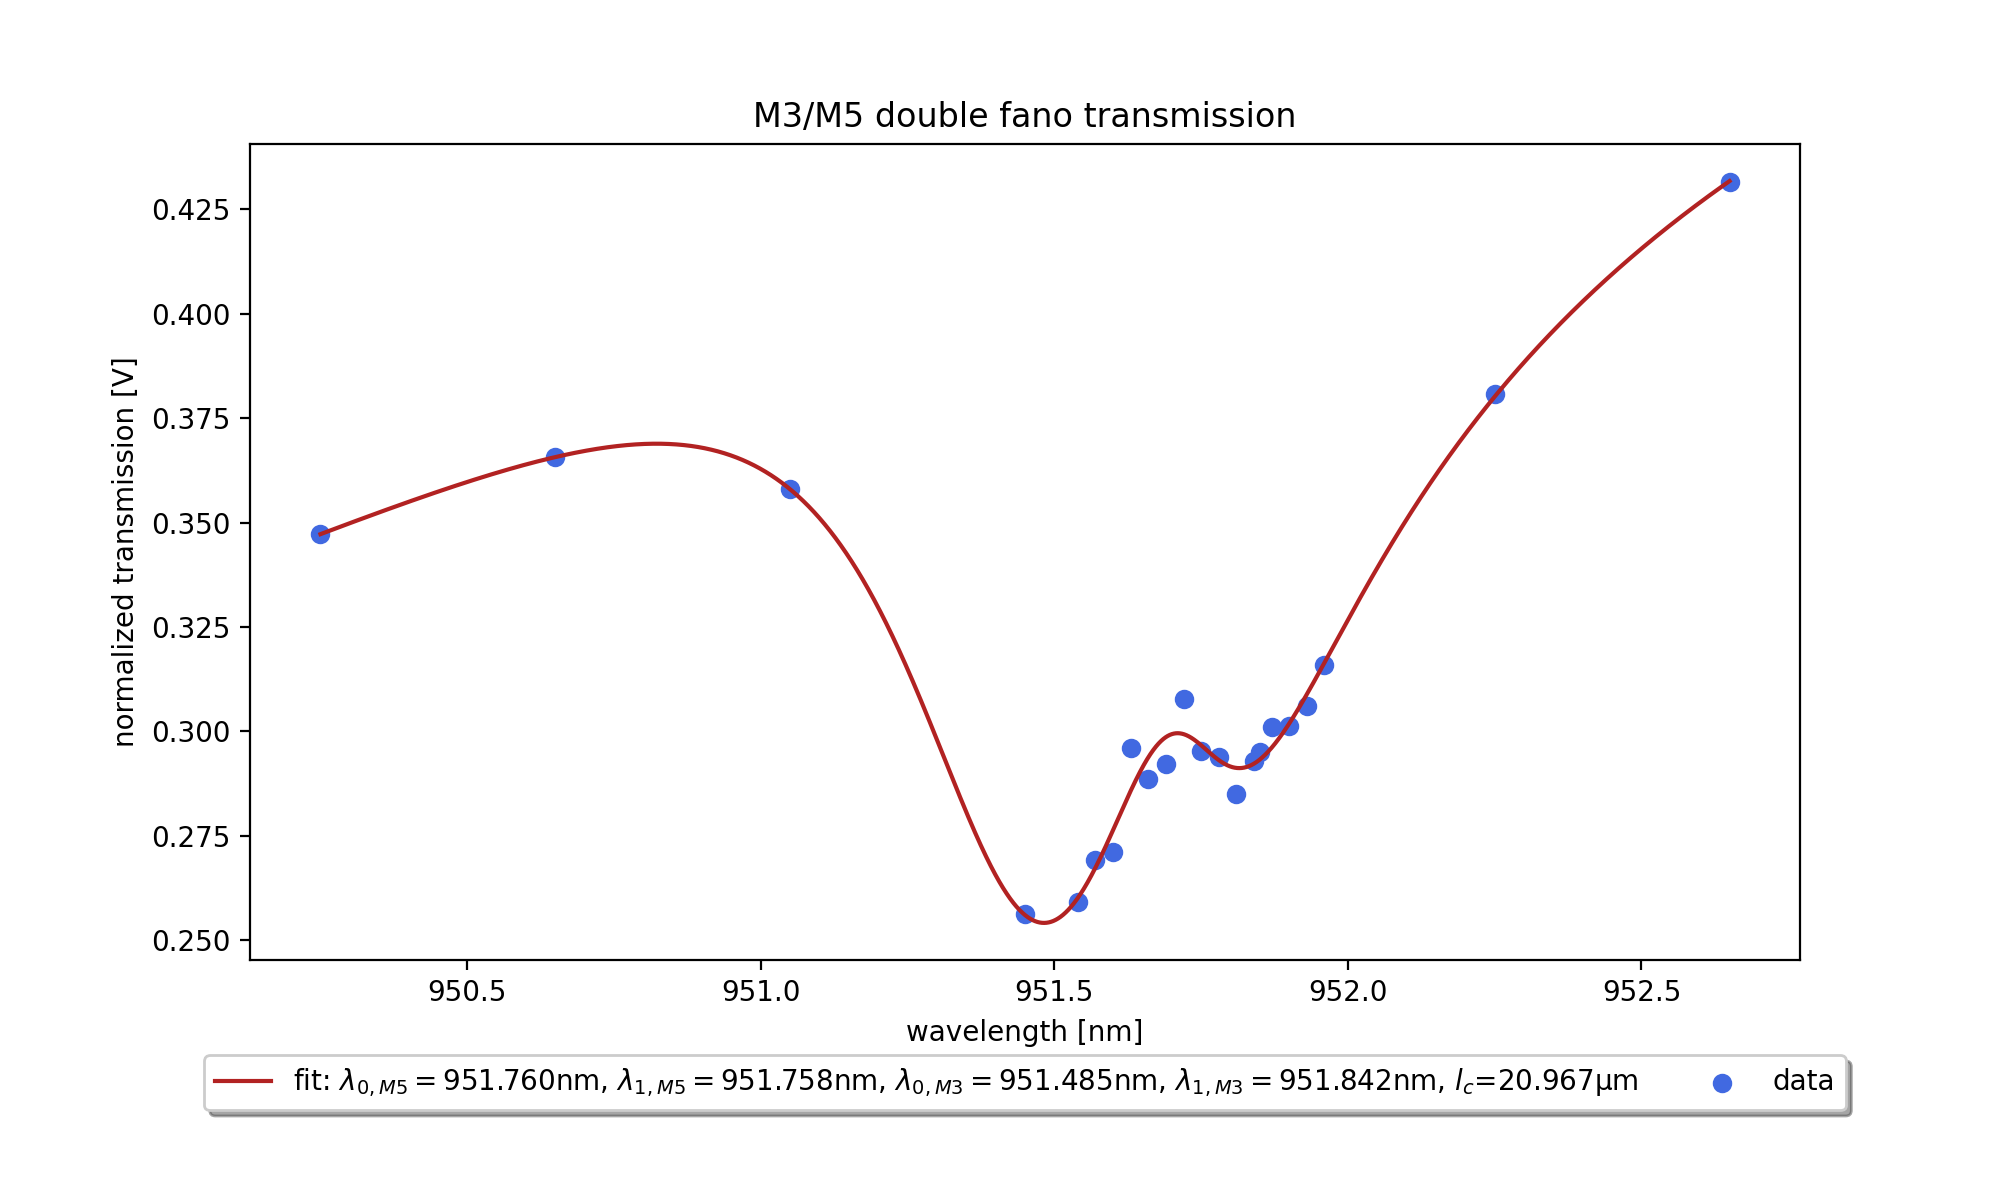 M3/M5 double fano transmission
normalized transmission [V]
0.425
0.400
0.375
0.350
0.325
0.300
0.275
0.250
950.5 951.0 951.5 952.0 952.5
wavelength [nm]
fit: λ₀,M5 = 951.760nm, λ₁,M5 = 951.758nm, λ₀,M3 = 951.485nm, λ₁,M3 = 951.842nm, l_c=20.967μm data